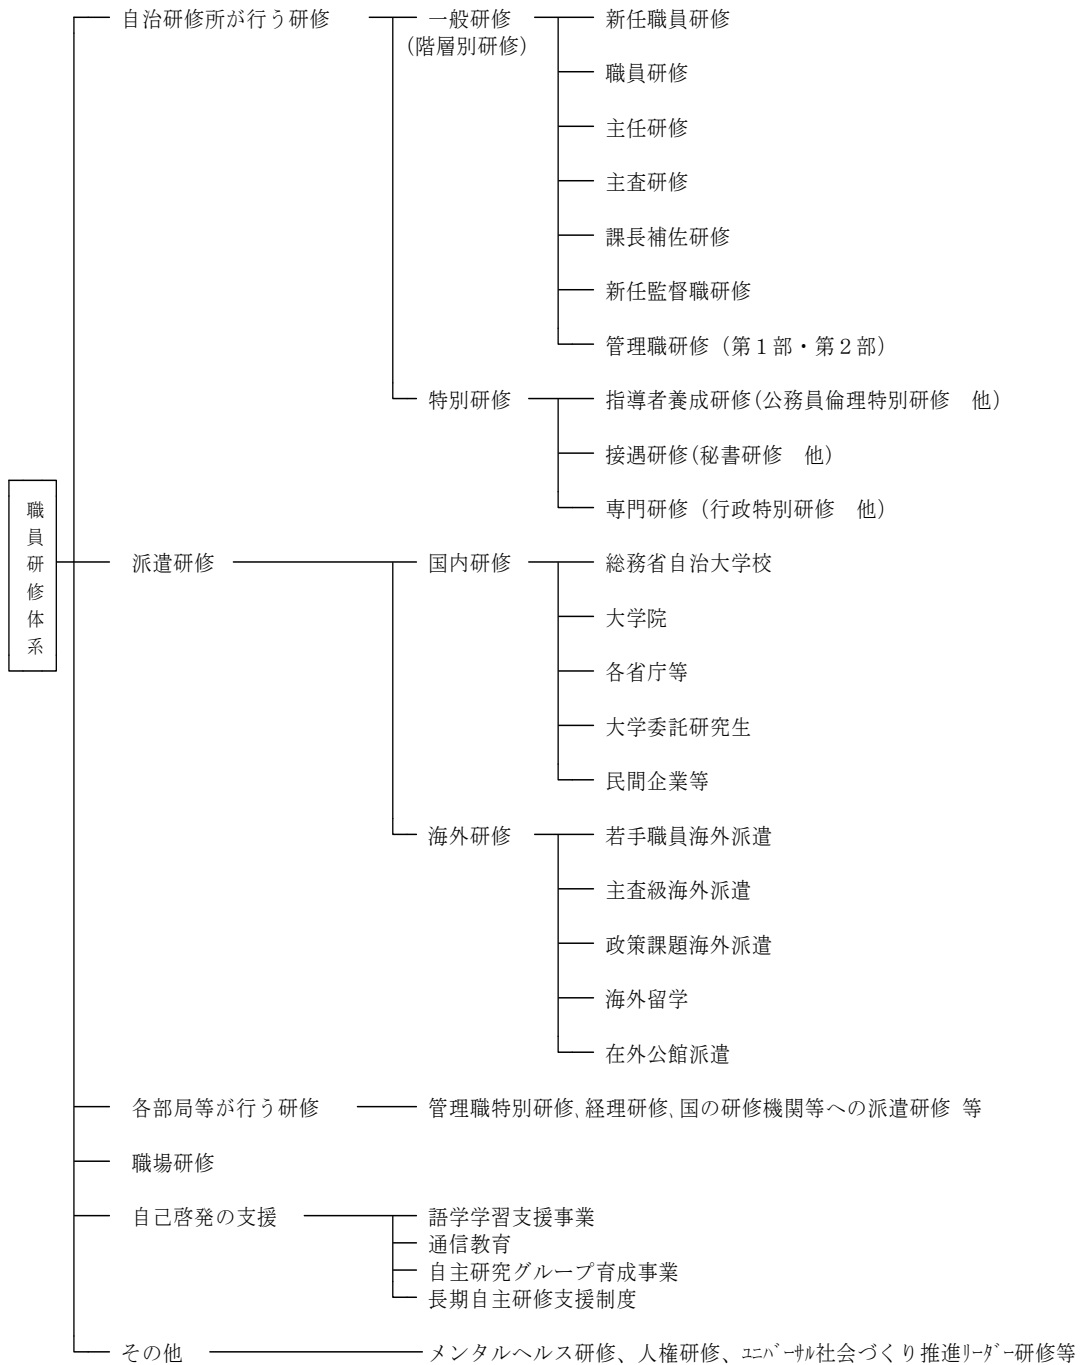 自治研修所が行う研修 一般研修 新任職員研修
(階層別研修)
職員研修
主任研修
主査研修
課長補佐研修
新任監督職研修
管理職研修（第１部・第２部）
特別研修 指導者養成研修(公務員倫理特別研修　他)
接遇研修(秘書研修　他)
専門研修（行政特別研修　他）
職員研修体系
派遣研修 国内研修 総務省自治大学校
大学院
各省庁等
大学委託研究生
民間企業等
海外研修 若手職員海外派遣
主査級海外派遣
政策課題海外派遣
海外留学
在外公館派遣
各部局等が行う研修 管理職特別研修、経理研修、国の研修機関等への派遣研修 等
職場研修
自己啓発の支援 語学学習支援事業
通信教育
自主研究グループ育成事業
長期自主研修支援制度
その他 メンタルヘルス研修、人権研修、ﾕﾆﾊﾞｰｻﾙ社会づくり推進ﾘｰﾀﾞｰ研修等